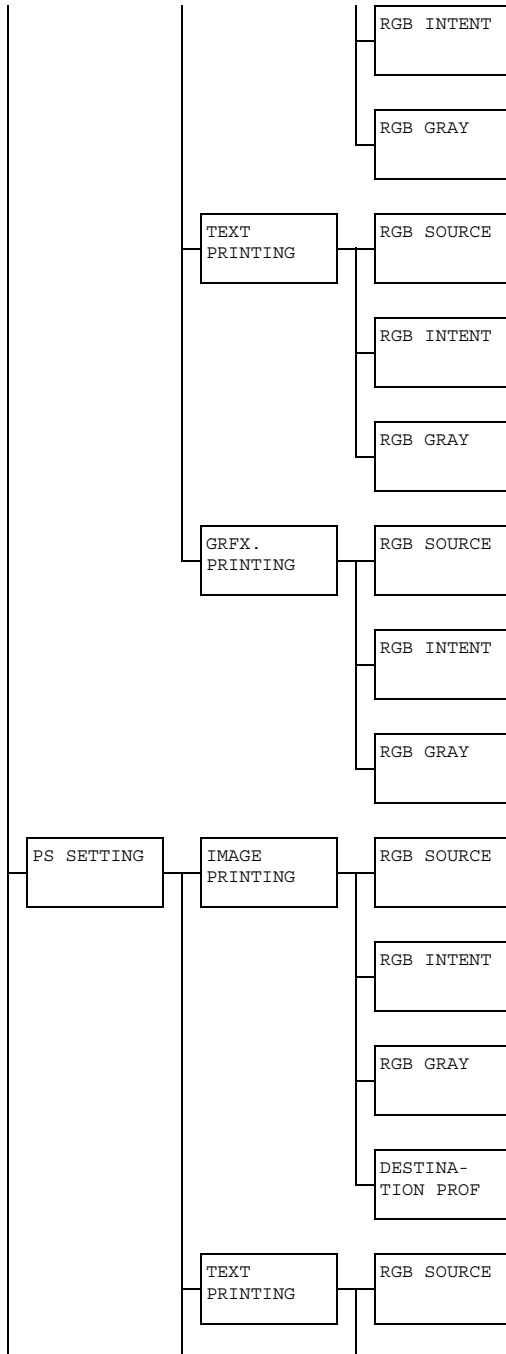 RGB INTENT
RGB GRAY
TEXT
PRINTING
RGB SOURCE
RGB INTENT
RGB GRAY
GRFX.
PRINTING
RGB SOURCE
RGB INTENT
RGB GRAY
PS SETTING
IMAGE
PRINTING
RGB SOURCE
RGB INTENT
RGB GRAY
DESTINA-
TION PROF
TEXT
PRINTING
RGB SOURCE